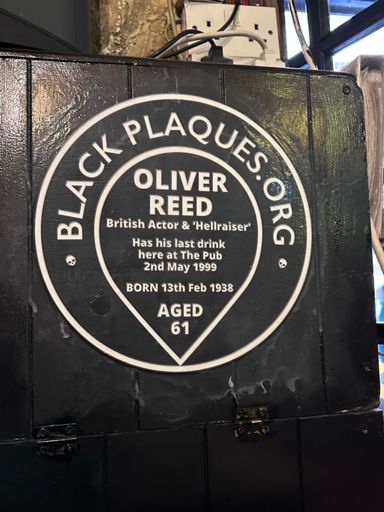 BLACK PLAQUES.ORG
OLIVER
REED
British Actor & 'Hellraiser'
Has his last drink
here at The Pub
2nd May 1999
BORN 13th Feb 1938
AGED
61